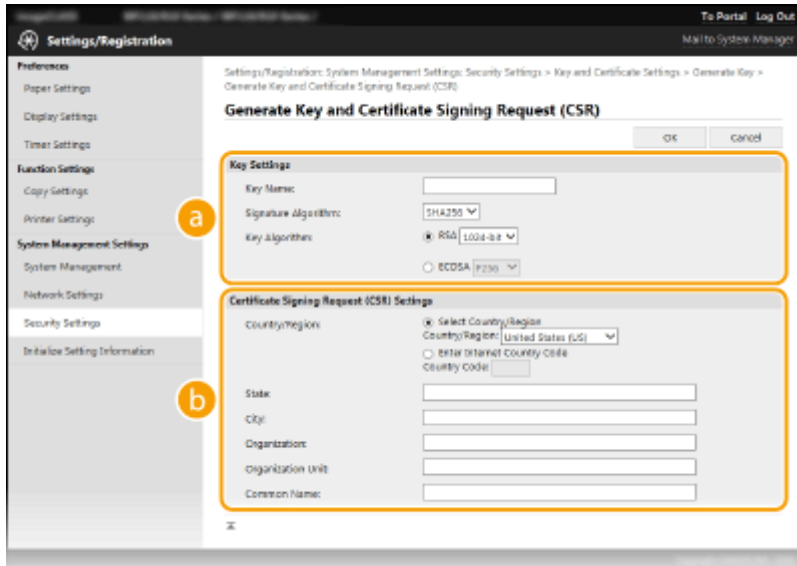 To Portal Log Out
Settings/Registration
Mail to System Manager
Preferences
Paper Settings
Display Settings
Timer Settings
Function Settings
Copy Settings
Printer Settings
System Management Settings
System Management
Network Settings
Security Settings
Initialize Setting Information
Settings/Registration: System Management Settings: Security Settings > Key and Certificate Settings > Generate Key >
Generate Key and Certificate Signing Request (CSR)
Generate Key and Certificate Signing Request (CSR)
OK Cancel
a
Key Settings
Key Name:
Signature Algorithm: SHA256
Key Algorithm: RSA 1024-bit
ECDSA P256
b
Certificate Signing Request (CSR) Settings
Country/Region: Select Country/Region
Country/Region: United States (US)
Enter Internet Country Code
Country Code:
State:
City:
Organization:
Organization Unit:
Common Name: